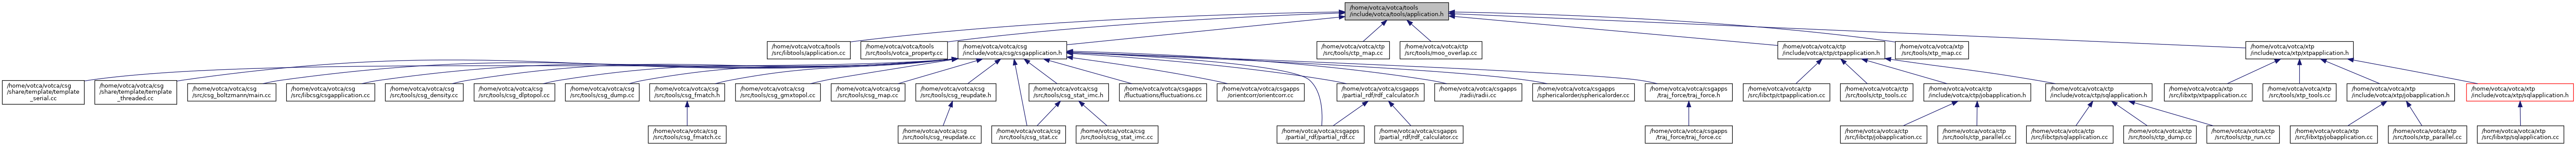 /home/votca/votca/tools
/include/votca/tools/application.h
/home/votca/votca/tools
/src/libtools/application.cc
/home/votca/votca/tools
/src/tools/votca_property.cc
/home/votca/votca/csg
/include/votca/csg/csgapplication.h
/home/votca/votca/ctp
/src/tools/ctp_map.cc
/home/votca/votca/ctp
/src/tools/moo_overlap.cc
/home/votca/votca/ctp
/include/votca/ctp/ctpapplication.h
/home/votca/votca/xtp
/src/tools/xtp_map.cc
/home/votca/votca/xtp
/include/votca/xtp/xtpapplication.h
/home/votca/votca/csg
/share/template/template
_serial.cc
/home/votca/votca/csg
/share/template/template
_threaded.cc
/home/votca/votca/csg
/src/csg_boltzmann/main.cc
/home/votca/votca/csg
/src/libcsg/csgapplication.cc
/home/votca/votca/csg
/src/tools/csg_density.cc
/home/votca/votca/csg
/src/tools/csg_dlptopol.cc
/home/votca/votca/csg
/src/tools/csg_dump.cc
/home/votca/votca/csg
/src/tools/csg_fmatch.h
/home/votca/votca/csg
/src/tools/csg_gmxtopol.cc
/home/votca/votca/csg
/src/tools/csg_map.cc
/home/votca/votca/csg
/src/tools/csg_reupdate.h
/home/votca/votca/csg
/src/tools/csg_stat_imc.h
/home/votca/votca/csgapps
/fluctuations/fluctuations.cc
/home/votca/votca/csgapps
/orientcorr/orientcorr.cc
/home/votca/votca/csgapps
/partial_rdf/rdf_calculator.h
/home/votca/votca/csgapps
/radii/radii.cc
/home/votca/votca/csgapps
/sphericalorder/sphericalorder.cc
/home/votca/votca/csgapps
/traj_force/traj_force.h
/home/votca/votca/ctp
/src/libctp/ctpapplication.cc
/home/votca/votca/ctp
/src/tools/ctp_tools.cc
/home/votca/votca/ctp
/include/votca/ctp/jobapplication.h
/home/votca/votca/ctp
/include/votca/ctp/sqlapplication.h
/home/votca/votca/xtp
/src/libxtp/xtpapplication.cc
/home/votca/votca/xtp
/src/tools/xtp_tools.cc
/home/votca/votca/xtp
/include/votca/xtp/jobapplication.h
/home/votca/votca/xtp
/include/votca/xtp/sqlapplication.h
/home/votca/votca/csg
/src/tools/csg_fmatch.cc
/home/votca/votca/csg
/src/tools/csg_reupdate.cc
/home/votca/votca/csg
/src/tools/csg_stat.cc
/home/votca/votca/csg
/src/tools/csg_stat_imc.cc
/home/votca/votca/csgapps
/partial_rdf/partial_rdf.cc
/home/votca/votca/csgapps
/partial_rdf/rdf_calculator.cc
/home/votca/votca/csgapps
/traj_force/traj_force.cc
/home/votca/votca/ctp
/src/libctp/jobapplication.cc
/home/votca/votca/ctp
/src/tools/ctp_parallel.cc
/home/votca/votca/ctp
/src/libctp/sqlapplication.cc
/home/votca/votca/ctp
/src/tools/ctp_dump.cc
/home/votca/votca/ctp
/src/tools/ctp_run.cc
/home/votca/votca/xtp
/src/libxtp/jobapplication.cc
/home/votca/votca/xtp
/src/tools/xtp_parallel.cc
/home/votca/votca/xtp
/src/libxtp/sqlapplication.cc